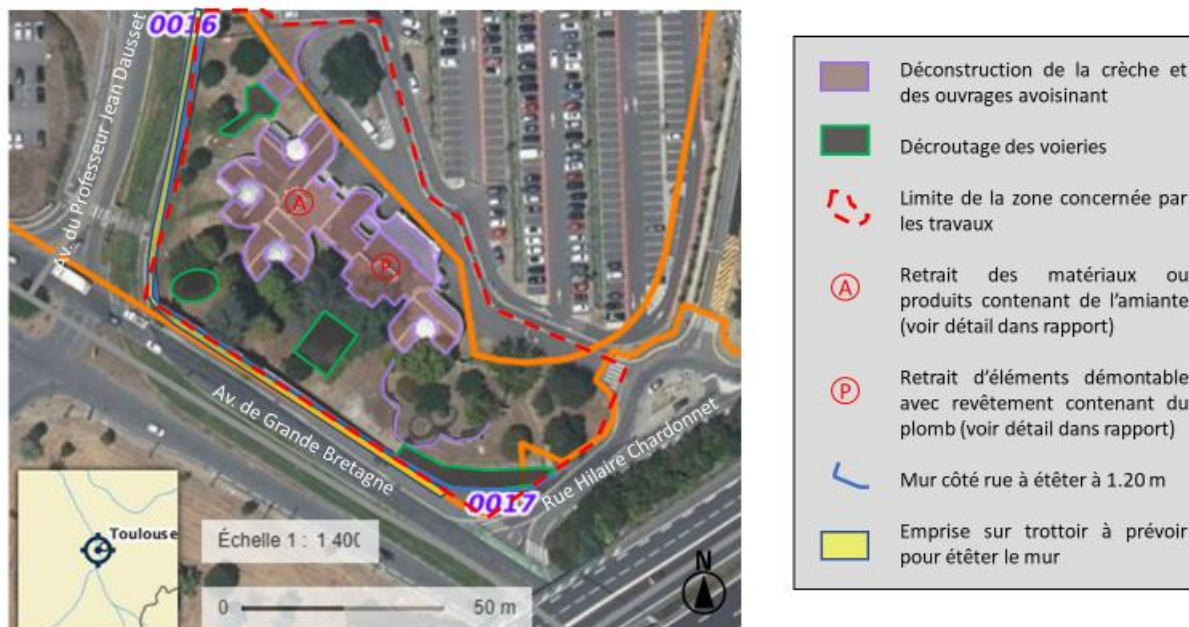 0016
Av. du Professeur Jean Dausset
A
P
Av. de Grande Bretagne
Rue Hilaire Chardonnet
0017
Toulouse
Échelle 1 : 1 400
0 50 m
N
Déconstruction de la crèche et
des ouvrages avoisinant
Décroutage des voieries
Limite de la zone concernée par
les travaux
A
Retrait des matériaux ou
produits contenant de l'amiante
(voir détail dans rapport)
P
Retrait d'éléments démontable
avec revêtement contenant du
plomb (voir détail dans rapport)
Mur côté rue à étêter à 1.20 m
Emprise sur trottoir à prévoir
pour étêter le mur